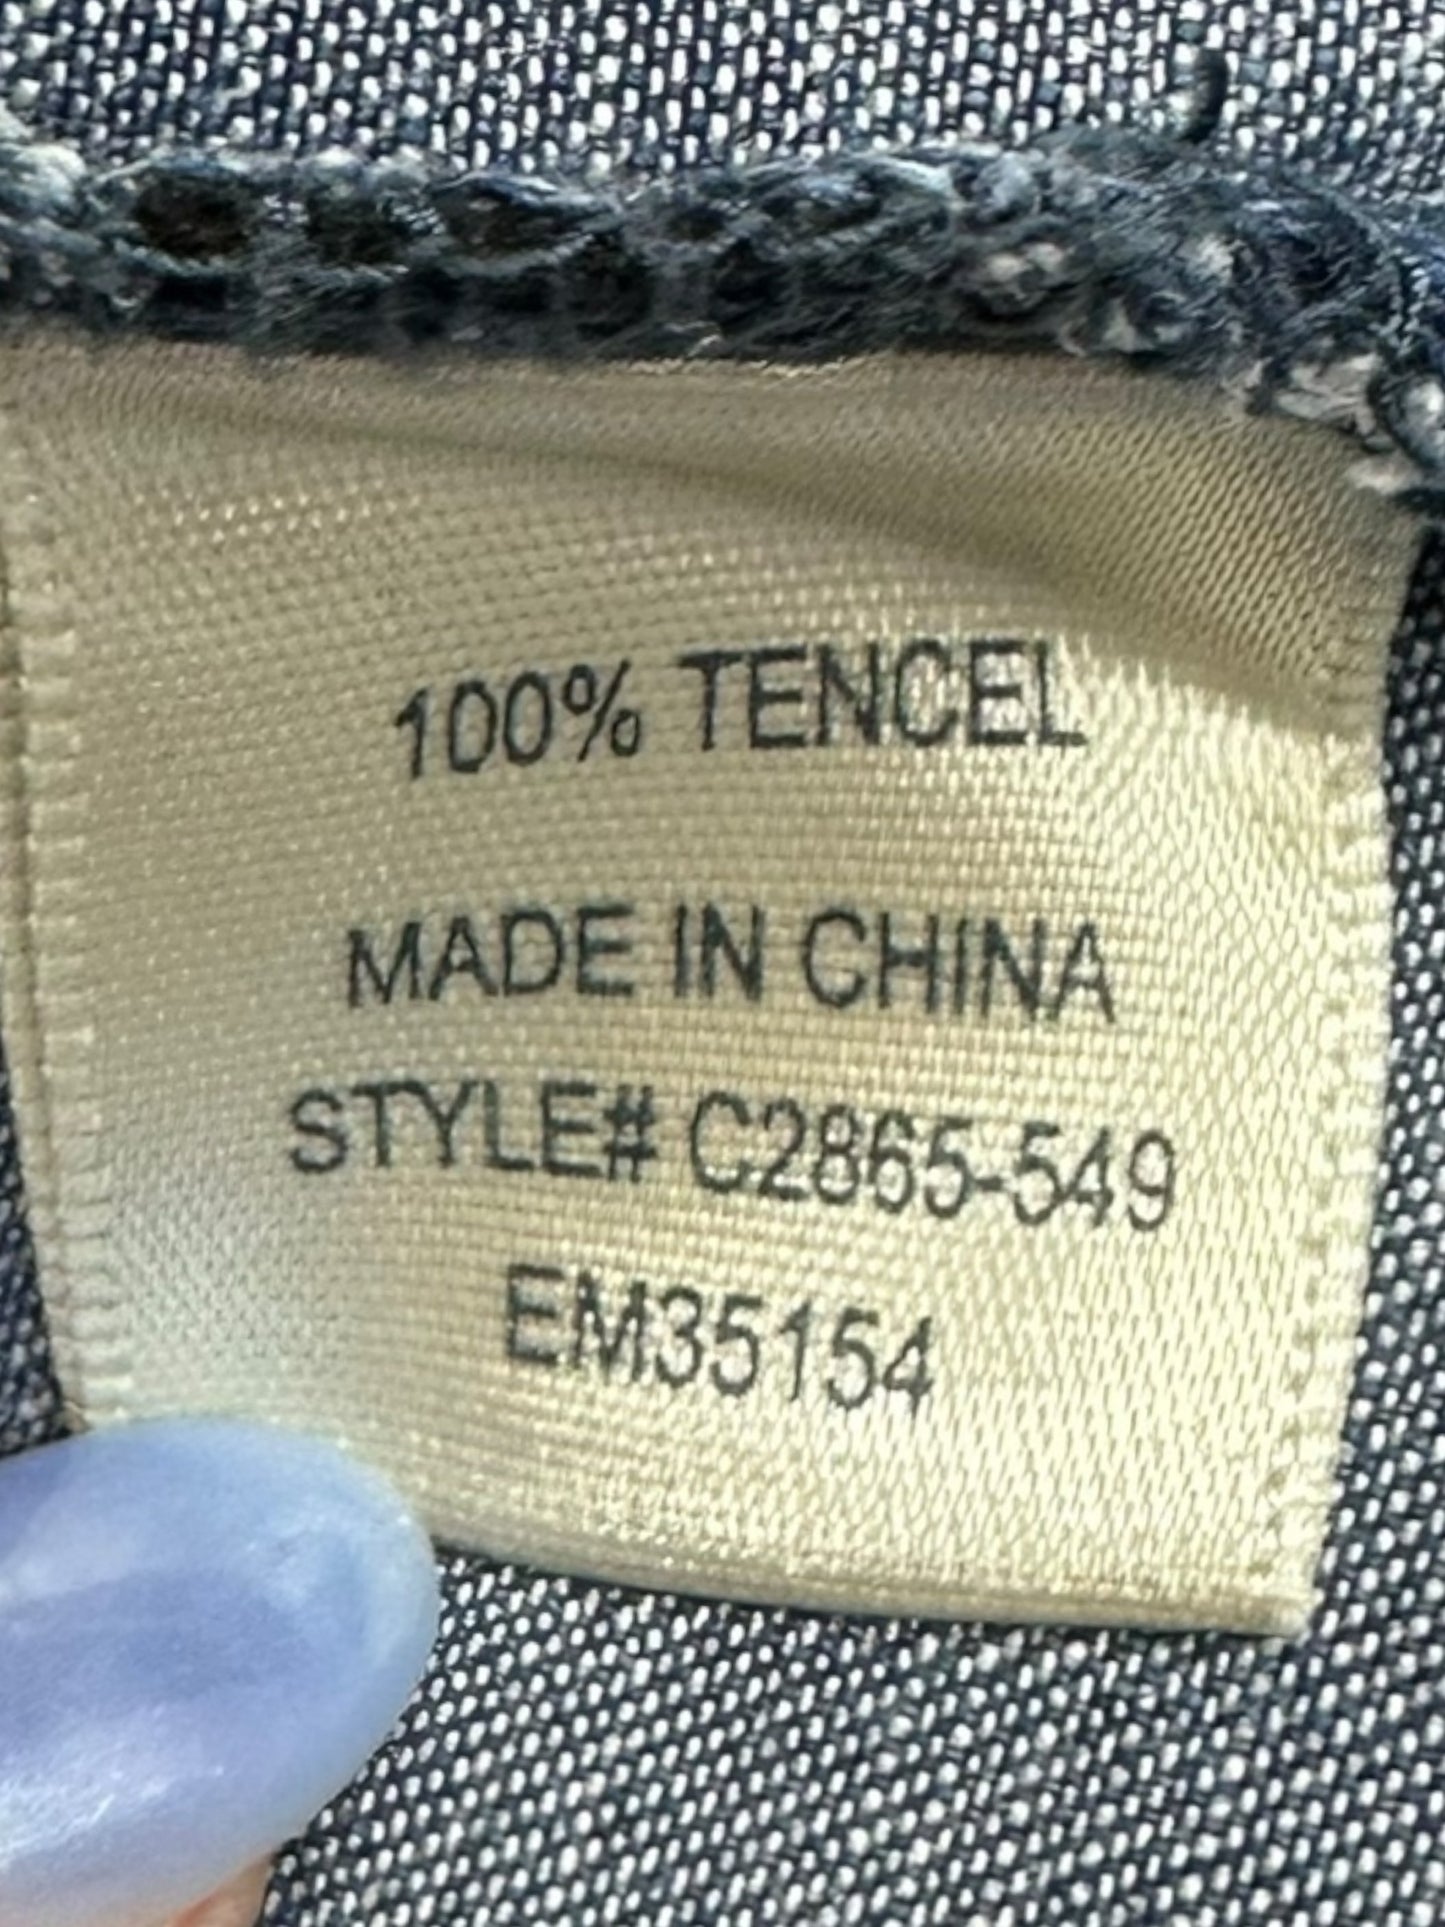 100% TENCEL
MADE IN CHINA
STYLE# C2865-549
EM35154